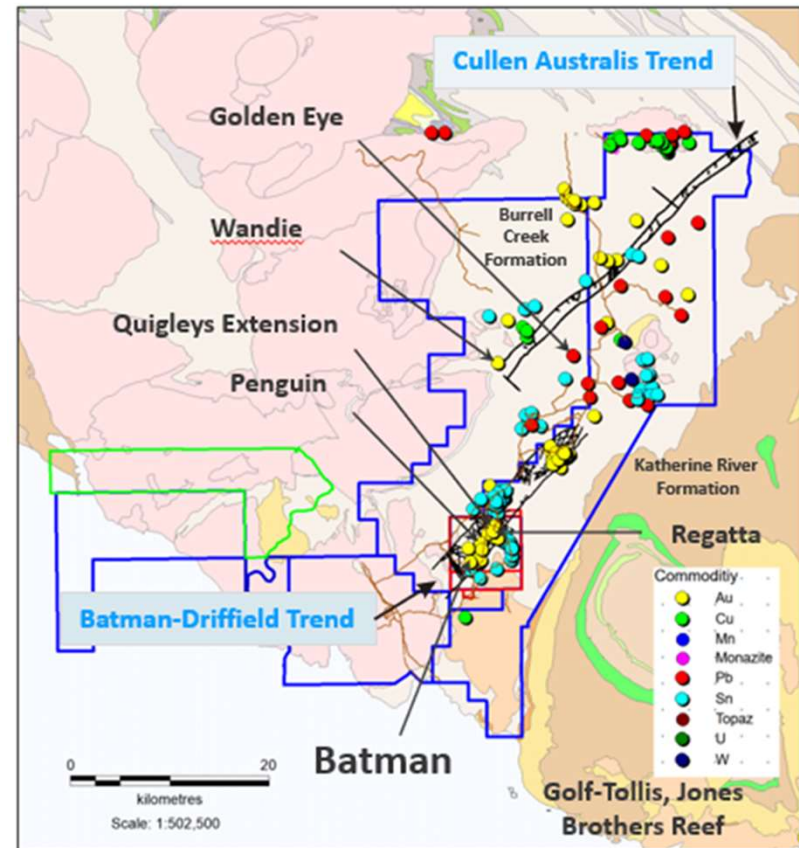 Cullen Australis Trend
Golden Eye
Wandie
Burrell
Creek
Formation
Quigleys Extension
Penguin
Katherine River
Formation
Regatta
Commoditiy
Au
Cu
Mn
Monazite
Pb
Sn
Topaz
U
W
Batman-Driffield Trend
Batman
0 20
kilometres
Scale: 1:502,500
Golf-Tollis, Jones
Brothers Reef